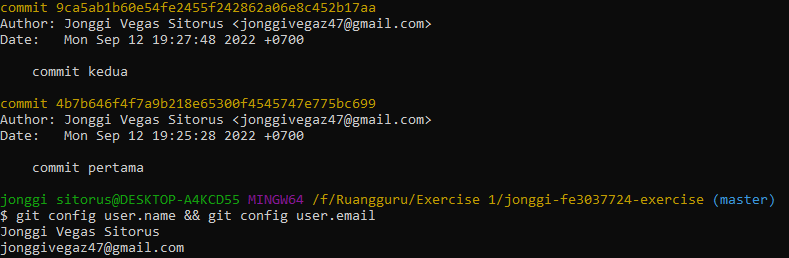 commit 9ca5ab1b60e54fe2455f242862a06e8c452b17aa
Author: Jonggi Vegas Sitorus <jonggivegaz47@gmail.com>
Date:   Mon Sep 12 19:27:48 2022 +0700
commit kedua
commit 4b7b646f4f7a9b218e65300f4545747e775bc699
Author: Jonggi Vegas Sitorus <jonggivegaz47@gmail.com>
Date:   Mon Sep 12 19:25:28 2022 +0700
commit pertama
jonggi sitorus@DESKTOP-A4KCD55 MINGW64 /f/Ruangguru/Exercise 1/jonggi-fe3037724-exercise (master)
$ git config user.name && git config user.email
Jonggi Vegas Sitorus
jonggivegaz47@gmail.com